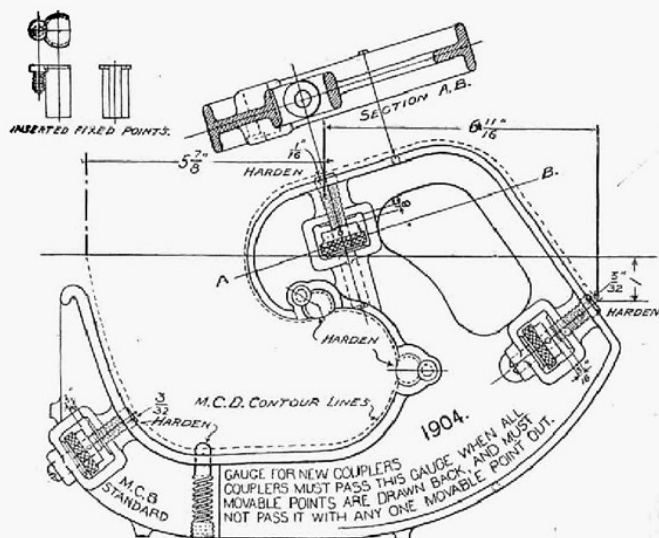 INSERTED FIXED POINTS.
SECTION A.B.
6 11/16"
5 7/8"
1/16"
HARDEN
B.
A
3/32"
1"
HARDEN
HARDEN
M.C.B. CONTOUR LINES
3/32
HARDEN
1904.
M.C.B
STANDARD
GAUGE FOR NEW COUPLERS
COUPLERS MUST PASS THIS GAUGE WHEN ALL
MOVABLE POINTS ARE DRAWN BACK, AND MUST
NOT PASS IT WITH ANY ONE MOVABLE POINT OUT.